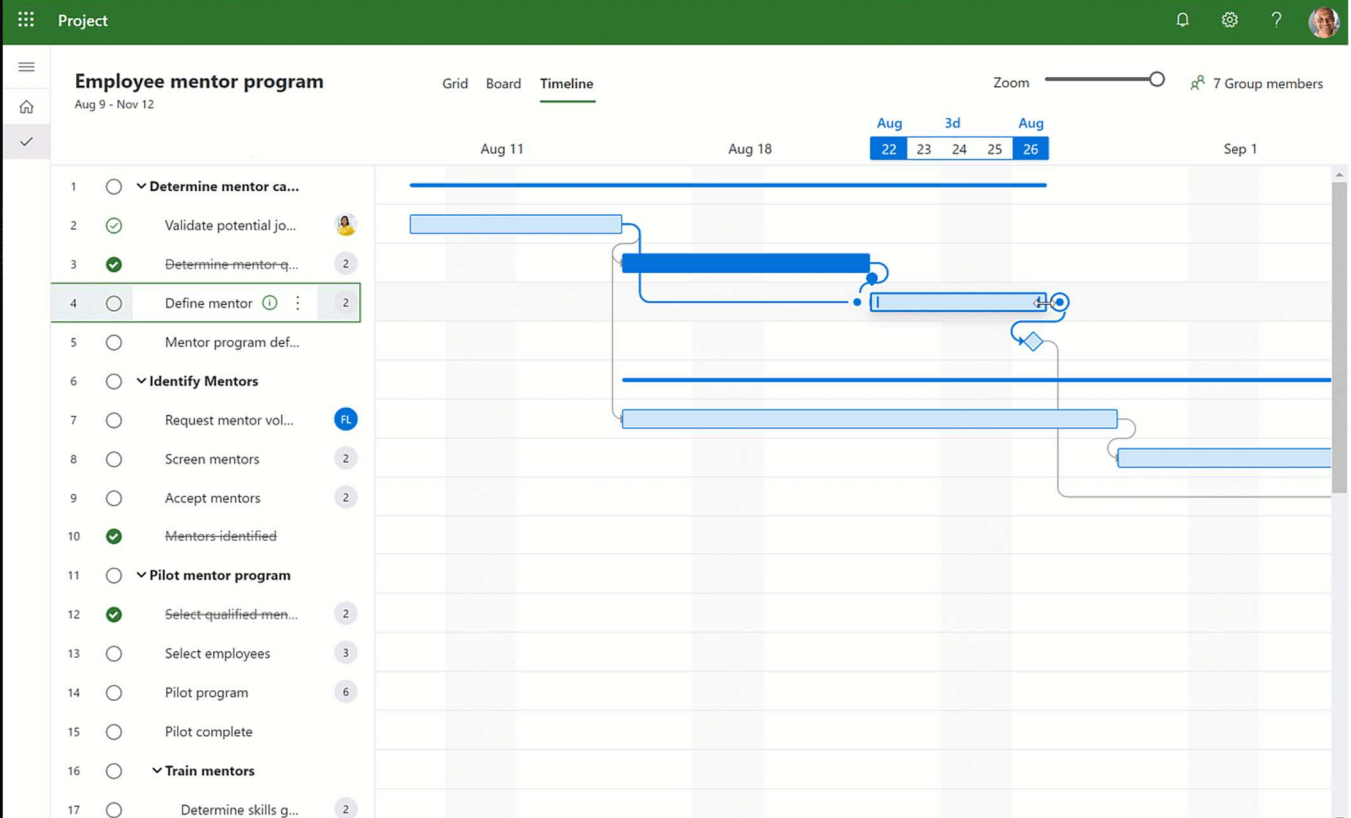 Project
Employee mentor program
Aug 9 - Nov 12
Grid Board Timeline
Zoom
7 Group members
Aug 3d Aug
Aug 11 Aug 18 22 23 24 25 26 Sep 1
1 Determine mentor ca...
2 Validate potential jo...
3 Determine mentor q... 2
4 Define mentor 2
5 Mentor program def...
6 Identify Mentors
7 Request mentor vol... FL
8 Screen mentors 2
9 Accept mentors 2
10 Mentors identified
11 Pilot mentor program
12 Select qualified men... 2
13 Select employees 3
14 Pilot program 6
15 Pilot complete
16 Train mentors
17 Determine skills g... 2